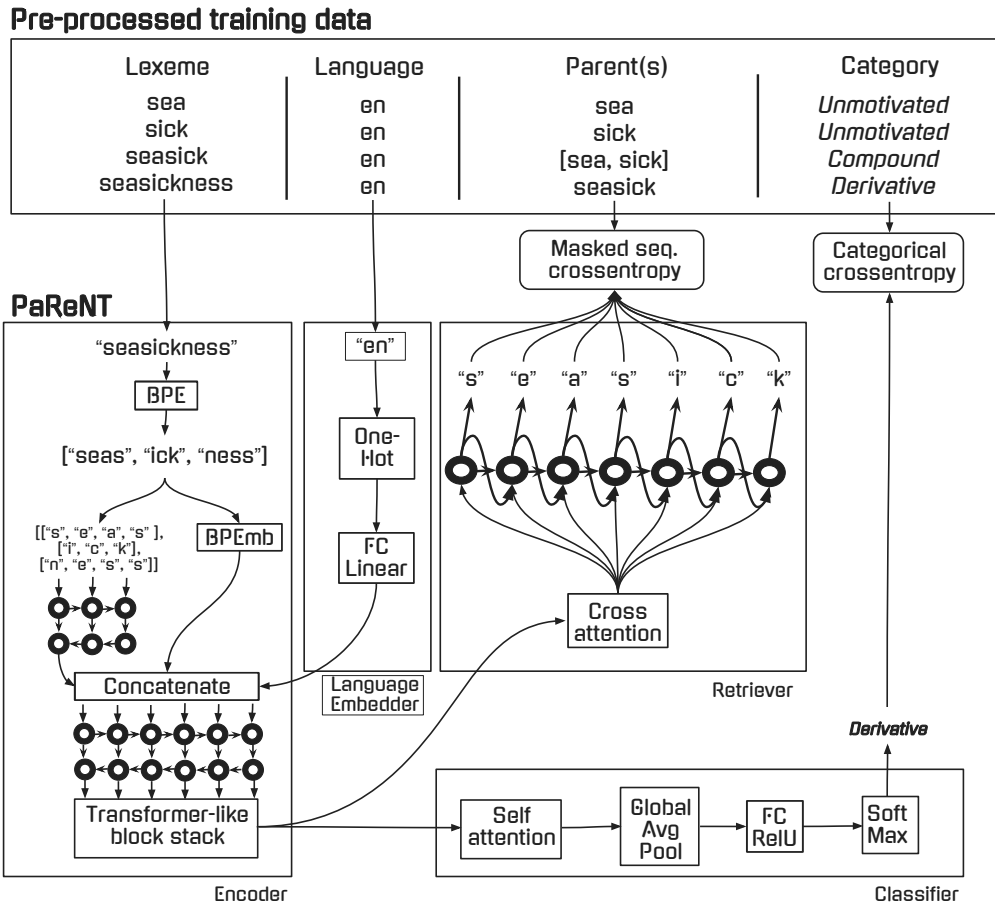 Pre-processed training data
Lexeme Language Parent(s) Category
sea en sea Unmotivated
sick en sick Unmotivated
seasick en [sea, sick] Compound
seasickness en seasick Derivative
Masked seq.
crossentropy
Categorical
crossentropy
PaReNT
“seasickness”
BPE
[“seas”, “ick”, “ness”]
[[“s”, “e”, “a”, “s” ],
[“i”, “c”, “k”],
[“n”, “e”, “s”, “s”]]
BPEmb
Concatenate
Transformer-like
block stack
Encoder
“en”
One-
Hot
FC
Linear
Language
Embedder
“s” “e” “a” “s” “i” “c” “k”
Cross
attention
Retriever
Derivative
Self
attention
Global
Avg
Pool
FC
RelU
Soft
Max
Classifier